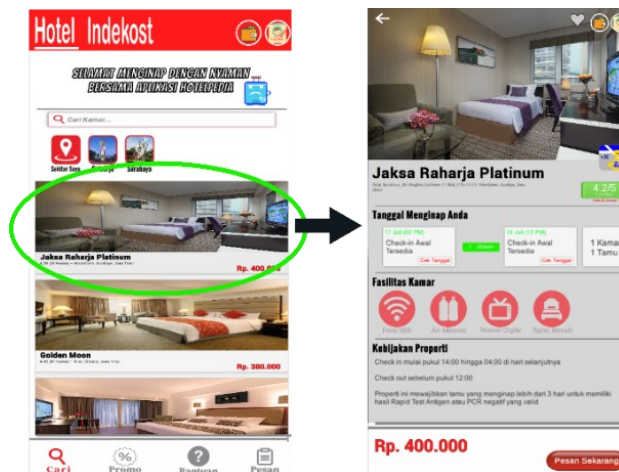 Hotel Indekost
SELAMAT MENGINAP DENGAN NYAMAN ...
BERSAMA APLIKASI HOTELPEDIA
Cari Kamar...
Sekitar Saya
Surabaya
Jaksa Raharja Platinum
Rp. 400.000
Golden Moon
Rp. 380.000
Cari
Promo
Bantuan
Pesan
Jaksa Raharja Platinum
4.2/5
Tanggal Menginap Anda
Check-in Awal
Tersedia
Cek Tanggal
Check-in Awal
Tersedia
Cek Tanggal
1 Kamar
1 Tamu
Fasilitas Kamar
Free Wifi
Air Mineral
Televisi Digital
Kebijakan Properti
Check in mulai pukul 14:00 hingga 04:00 di hari selanjutnya
Check out sebelum pukul 12:00
Properti ini mewajibkan tamu yang menginap lebih dari 3 hari untuk memiliki
hasil Rapid Test Antigen atau PCR negatif yang valid
Rp. 400.000
Pesan Sekarang